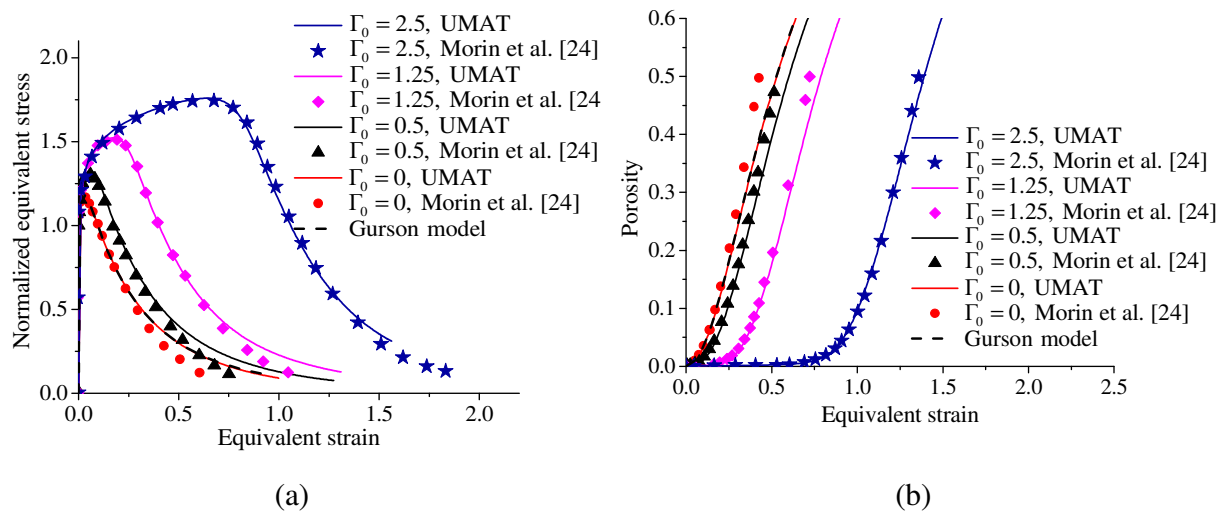 Γ₀ = 2.5, UMAT
Γ₀ = 2.5, Morin et al. [24]
Γ₀ = 1.25, UMAT
Γ₀ = 1.25, Morin et al. [24
Γ₀ = 0.5, UMAT
Γ₀ = 0.5, Morin et al. [24]
Γ₀ = 0, UMAT
Γ₀ = 0, Morin et al. [24]
Gurson model
Normalized equivalent stress
2.0
1.5
1.0
0.5
0.0
0.0 0.5 1.0 1.5 2.0
Equivalent strain
(a)
Porosity
0.6
0.5
0.4
0.3
0.2
0.1
0.0
Γ₀ = 2.5, UMAT
Γ₀ = 2.5, Morin et al. [24]
Γ₀ = 1.25, UMAT
Γ₀ = 1.25, Morin et al. [24]
Γ₀ = 0.5, UMAT
Γ₀ = 0.5, Morin et al. [24]
Γ₀ = 0, UMAT
Γ₀ = 0, Morin et al. [24]
Gurson model
0.0 0.5 1.0 1.5 2.0 2.5
Equivalent strain
(b)